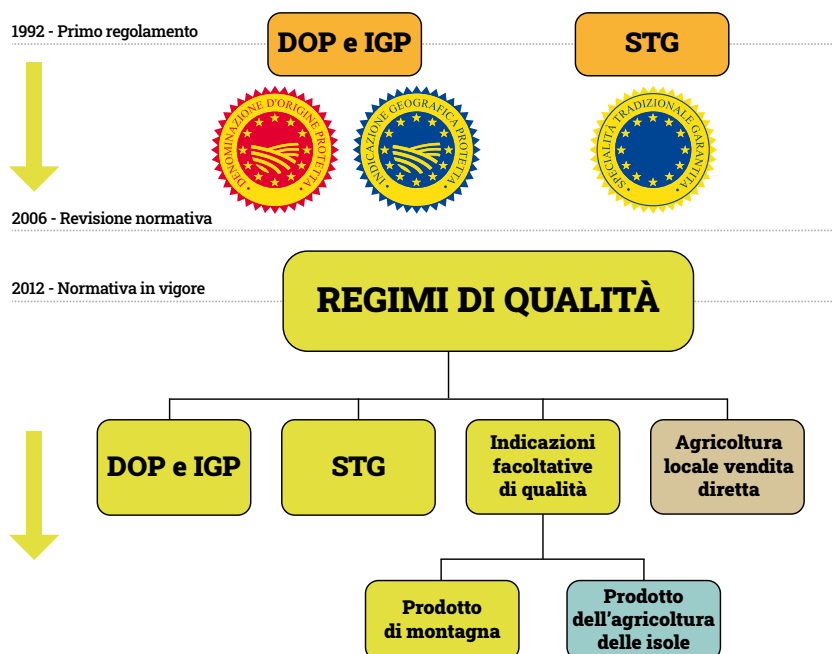 1992 - Primo regolamento
DOP e IGP
STG
• DENOMINAZIONE D'ORIGINE PROTETTA •
• INDICAZIONE GEOGRAFICA PROTETTA •
• SPECIALITÀ TRADIZIONALE GARANTITA •
2006 - Revisione normativa
2012 - Normativa in vigore
REGIMI DI QUALITÀ
DOP e IGP
STG
Indicazioni
facoltative
di qualità
Agricoltura
locale vendita
diretta
Prodotto
di montagna
Prodotto
dell'agricoltura
delle isole